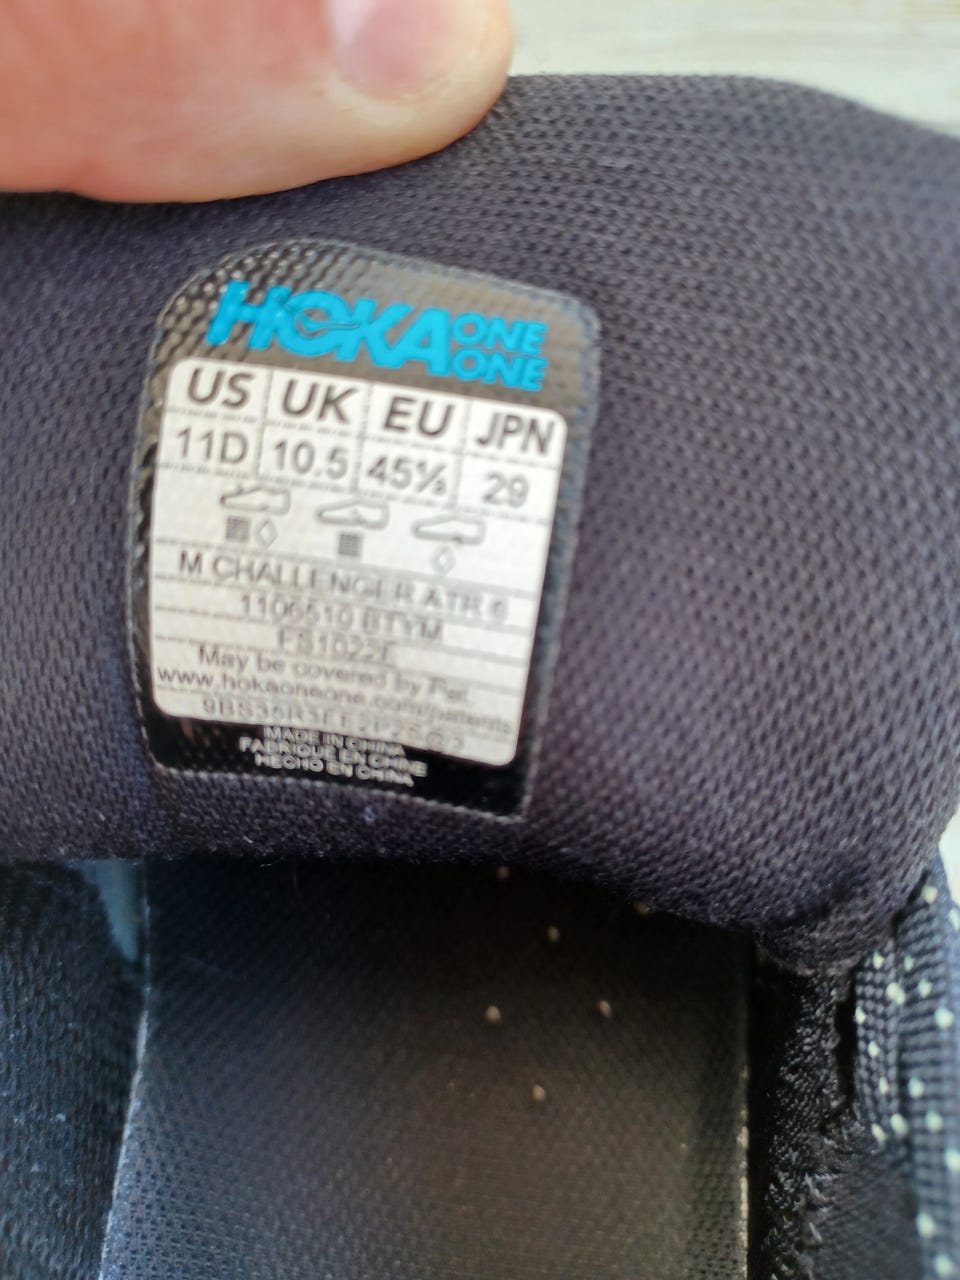 HOKA ONE ONE
US UK EU JPN
11D 10.5 45⅓ 29
M CHALLENGER ATR 6
1106510 BTYM
FS1022E
May be covered by Pat.
www.hokaoneone.com/patents
MADE IN CHINA
FABRIQUE EN CHINE
HECHO EN CHINA